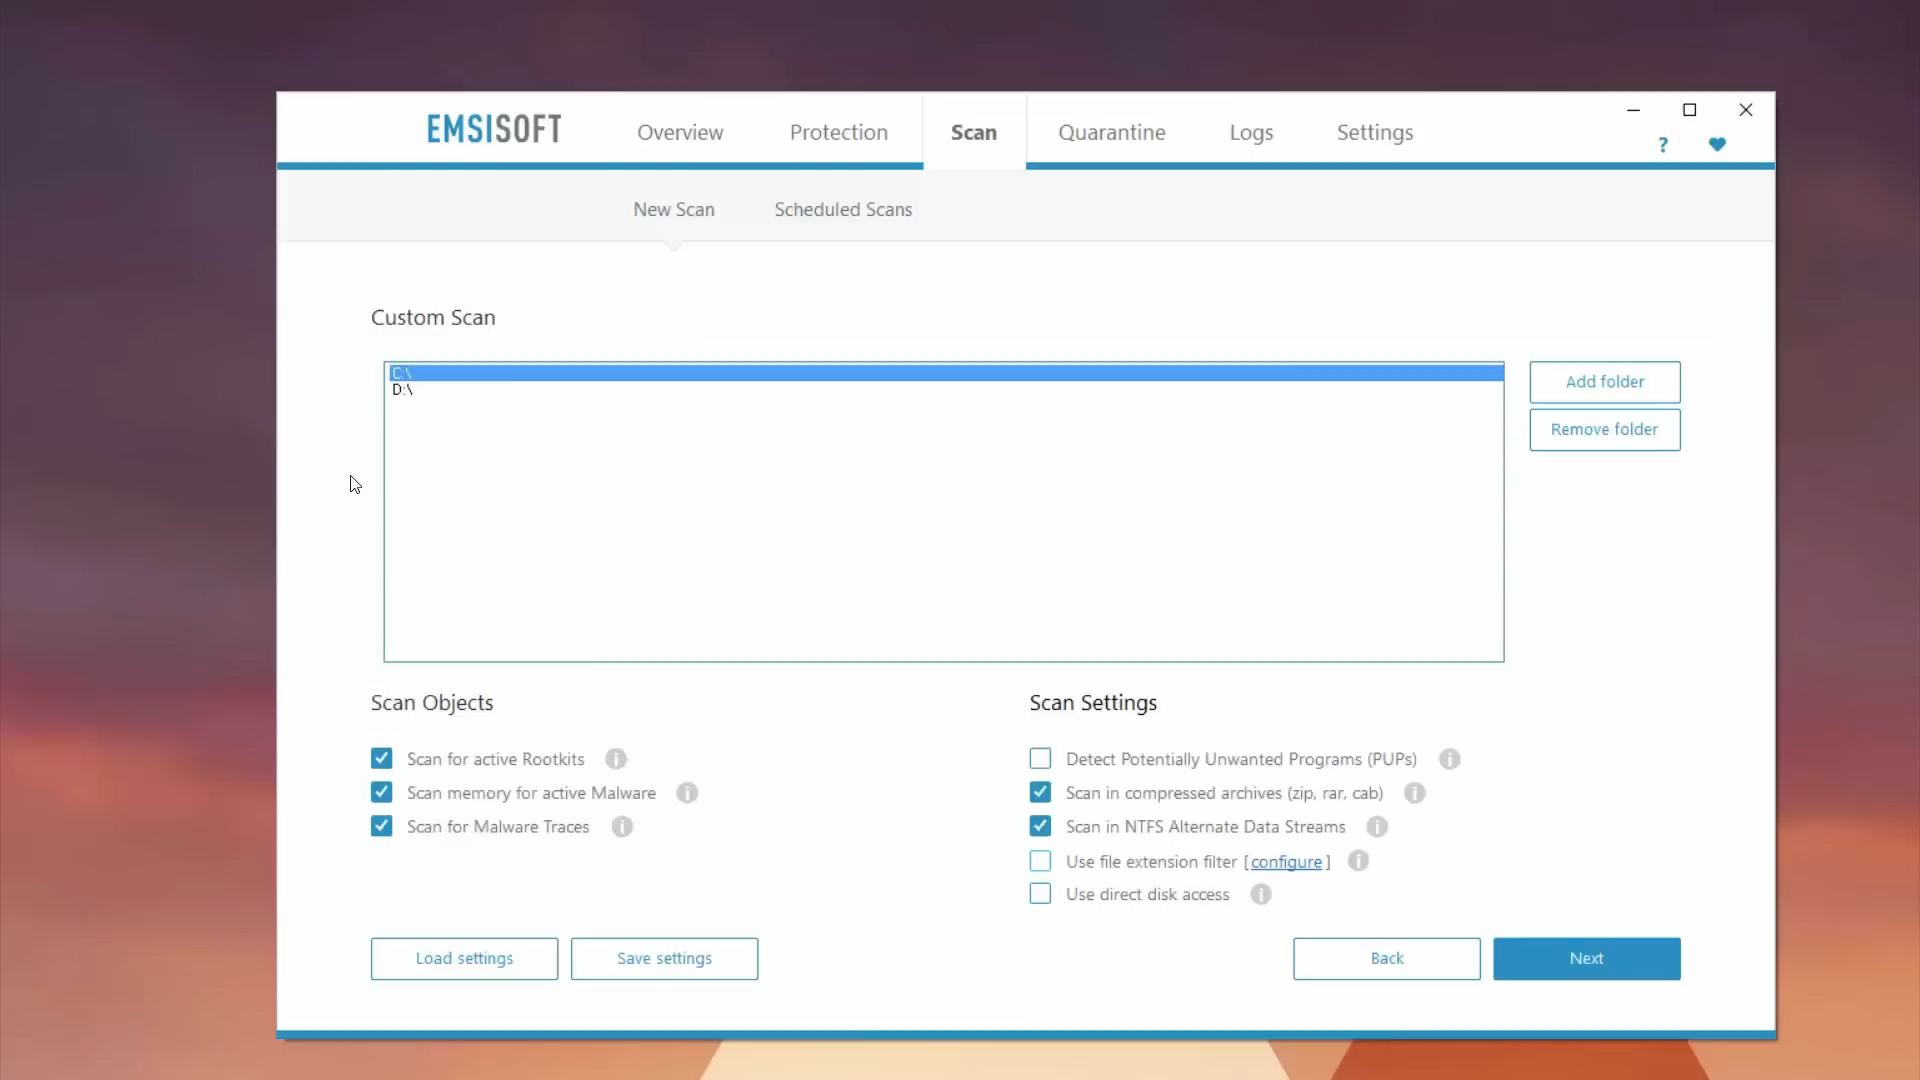 EMSISOFT
Overview
Protection
Scan
Quarantine
Logs
Settings
?
New Scan
Scheduled Scans
Custom Scan
C:\
D:\
Add folder
Remove folder
Scan Objects
Scan for active Rootkits
Scan memory for active Malware
Scan for Malware Traces
Scan Settings
Detect Potentially Unwanted Programs (PUPs)
Scan in compressed archives (zip, rar, cab)
Scan in NTFS Alternate Data Streams
Use file extension filter [configure]
Use direct disk access
Load settings
Save settings
Back
Next